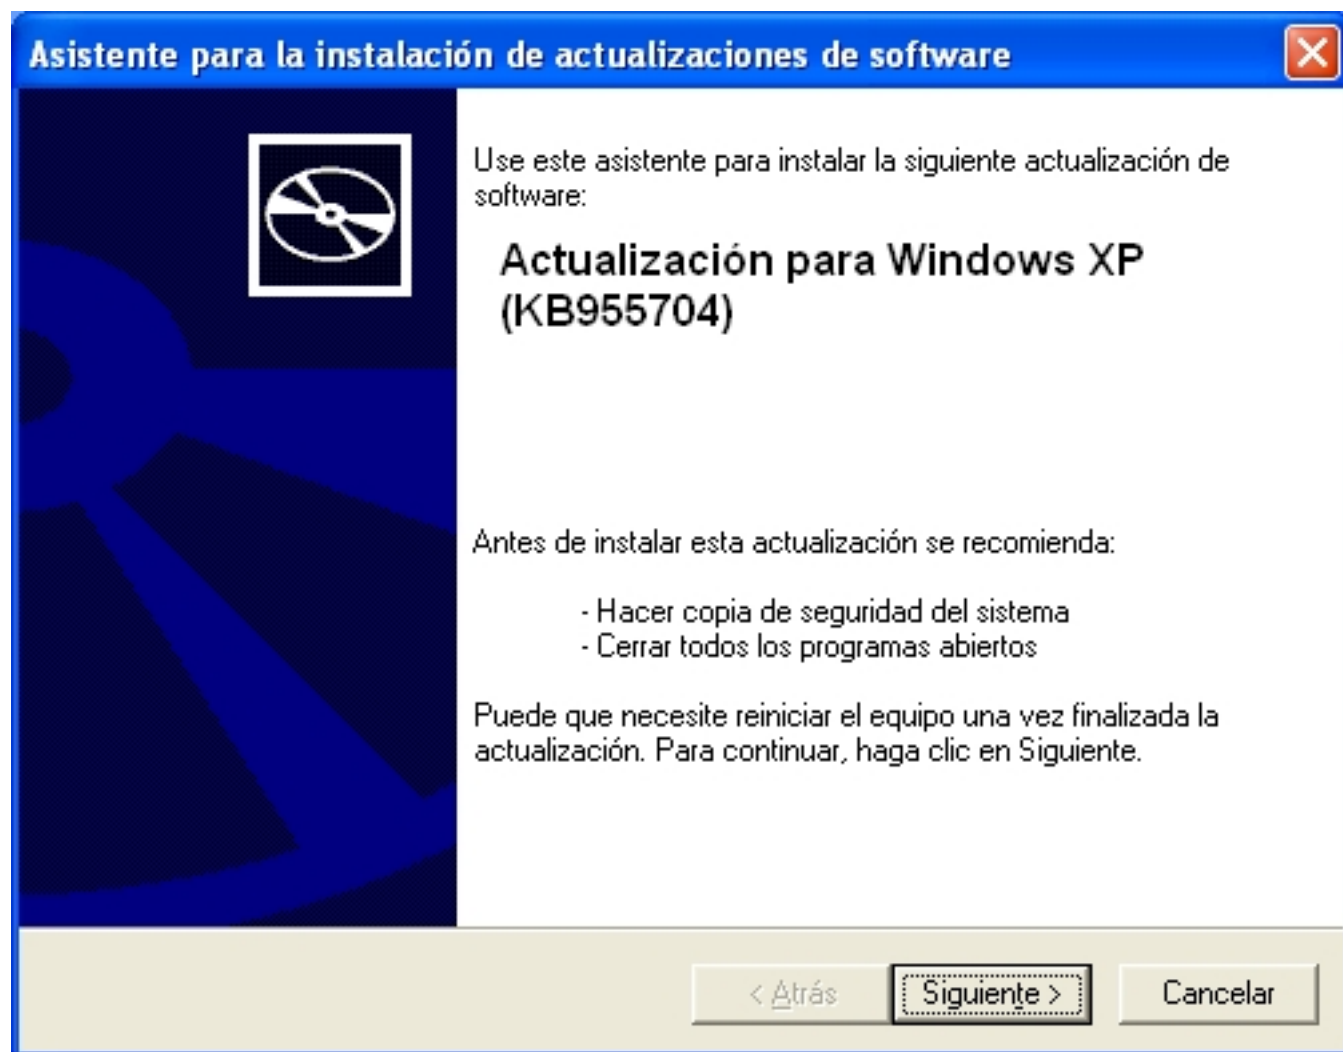 Asistente para la instalación de actualizaciones de software
Use este asistente para instalar la siguiente actualización de
software:
Actualización para Windows XP
(KB955704)
Antes de instalar esta actualización se recomienda:
- Hacer copia de seguridad del sistema
- Cerrar todos los programas abiertos
Puede que necesite reiniciar el equipo una vez finalizada la
actualización. Para continuar, haga clic en Siguiente.
< Atrás
Siguiente >
Cancelar